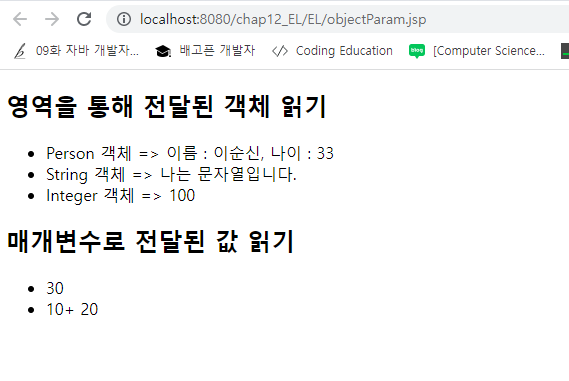 localhost:8080/chap12_EL/EL/objectParam.jsp
09화 자바 개발자... 배고픈 개발자 Coding Education blog [Computer Science...
영역을 통해 전달된 객체 읽기
• Person 객체 => 이름 : 이순신, 나이 : 33
• String 객체 => 나는 문자열입니다.
• Integer 객체 => 100
매개변수로 전달된 값 읽기
• 30
• 10+ 20